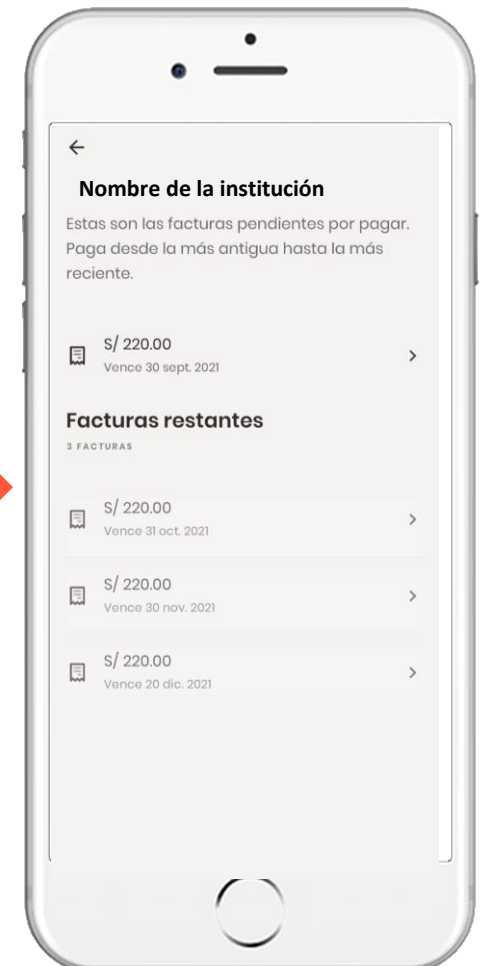 Nombre de la institución
Estas son las facturas pendientes por pagar.
Paga desde la más antigua hasta la más
reciente.
S/ 220.00
Vence 30 sept. 2021
Facturas restantes
3 FACTURAS
S/ 220.00
Vence 31 oct. 2021
S/ 220.00
Vence 30 nov. 2021
S/ 220.00
Vence 20 dic. 2021